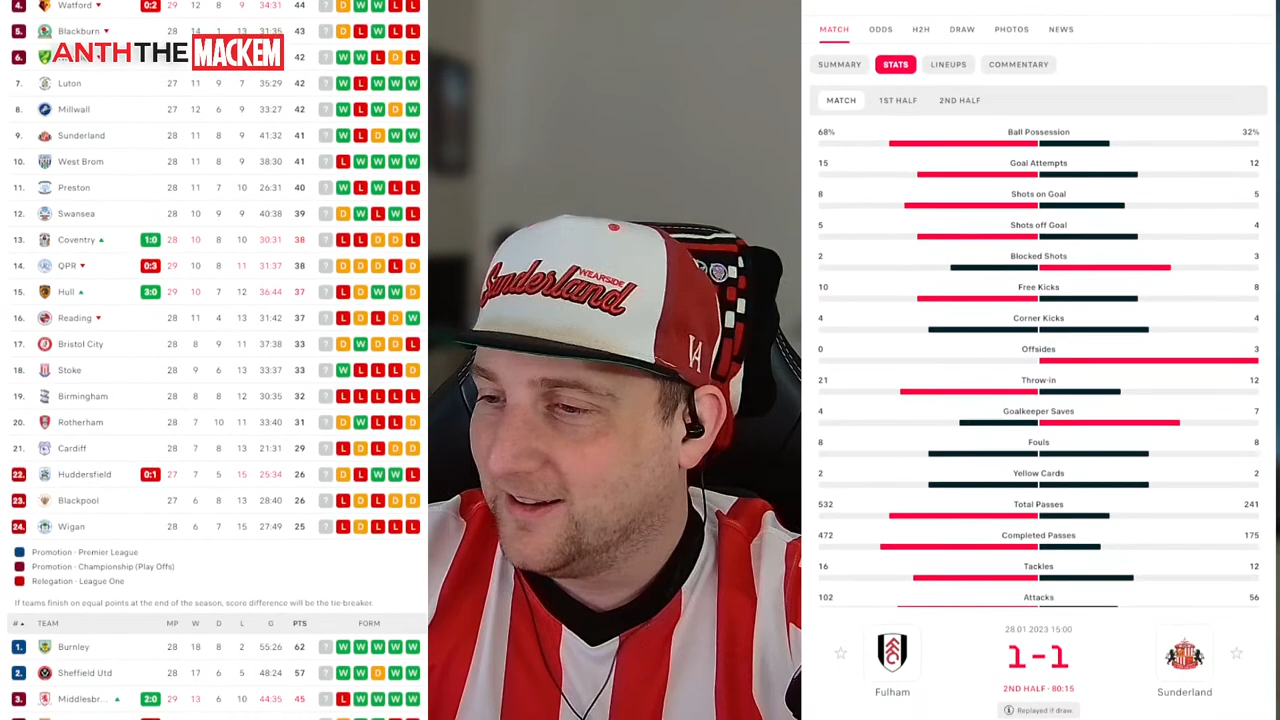 4. Watford 0:2 29 12 8 9 34:31 44 ? D W W L L
5. Blackburn 28 14 1 13 31:35 43 ? D L W L L
ANTHTHE MACKEM
6. 42 ? W W L D L
7. Luton 27 11 7 35:29 42 ? W L W W W
8. Millwall 27 12 6 9 33:27 42 ? W L W D W
9. Sunderland 28 11 8 9 41:32 41 ? W L D W W
10. West Brom 28 11 8 9 38:30 41 ? L W W W W
11. Preston 28 11 7 10 26:31 40 ? W L W L L
12. Swansea 28 10 9 9 40:38 39 ? D W L W L
13. Coventry 1:0 28 10 8 10 30:31 38 ? L L D D L
14. QPR 0:3 29 10 8 11 31:37 38 ? D D D L D
15. Hull 3:0 29 10 7 12 36:44 37 ? L D W W D
16. Reading 28 11 4 13 31:42 37 ? L D L D W
17. Bristol City 28 8 9 11 37:38 33 ? D W D D L
18. Stoke 28 9 6 13 33:37 33 ? W L L L D
19. Birmingham 28 8 8 12 30:35 32 ? L L L L L
20. Rotherham 28 7 10 11 33:40 31 ? D W L L D
21. Cardiff 28 7 8 13 21:31 29 ? L D L D D
22. Huddersfield 0:1 27 7 5 15 25:34 26 ? D L W W L
23. Blackpool 27 6 8 13 28:40 26 ? L D L D D
24. Wigan 28 6 7 15 27:49 25 ? L D L L L
Promotion - Premier League
Promotion - Championship (Play Offs)
Relegation - League One
If teams finish on equal points at the end of the season, score difference will be the tie-breaker.
# TEAM MP W D L G PTS FORM
1. Burnley 28 18 8 2 55:26 62 ? W W W W W
2. Sheffield Utd 28 17 6 5 48:24 57 ? W W D W W
3. Middlesbr... 2:0 29 13 6 10 44:35 45 ? L W W W W
WEARSIDE
Sunderland
VA
MATCH ODDS H2H DRAW PHOTOS NEWS
SUMMARY STATS LINEUPS COMMENTARY
MATCH 1ST HALF 2ND HALF
68% Ball Possession 32%
15 Goal Attempts 12
8 Shots on Goal 5
5 Shots off Goal 4
2 Blocked Shots 3
10 Free Kicks 8
4 Corner Kicks 4
0 Offsides 3
21 Throw-in 12
4 Goalkeeper Saves 7
8 Fouls 8
2 Yellow Cards 2
532 Total Passes 241
472 Completed Passes 175
16 Tackles 12
102 Attacks 56
28.01.2023 15:00
1-1
Fulham
Sunderland
2ND HALF - 80:15
Replayed if draw.